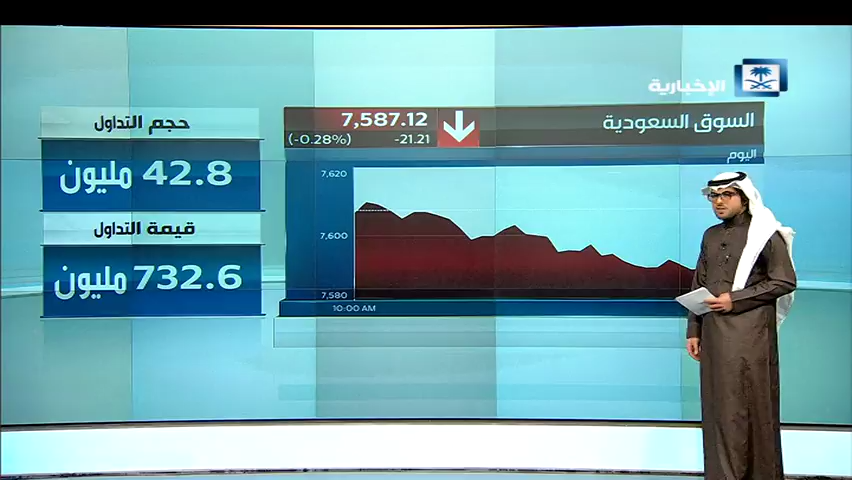 الإخبارية
السوق السعودية
7,587.12
-21.21
(-0.28%)
اليوم
7,620
7,600
7,580
10:00 AM
حجم التداول
42.8 مليون
قيمة التداول
732.6 مليون